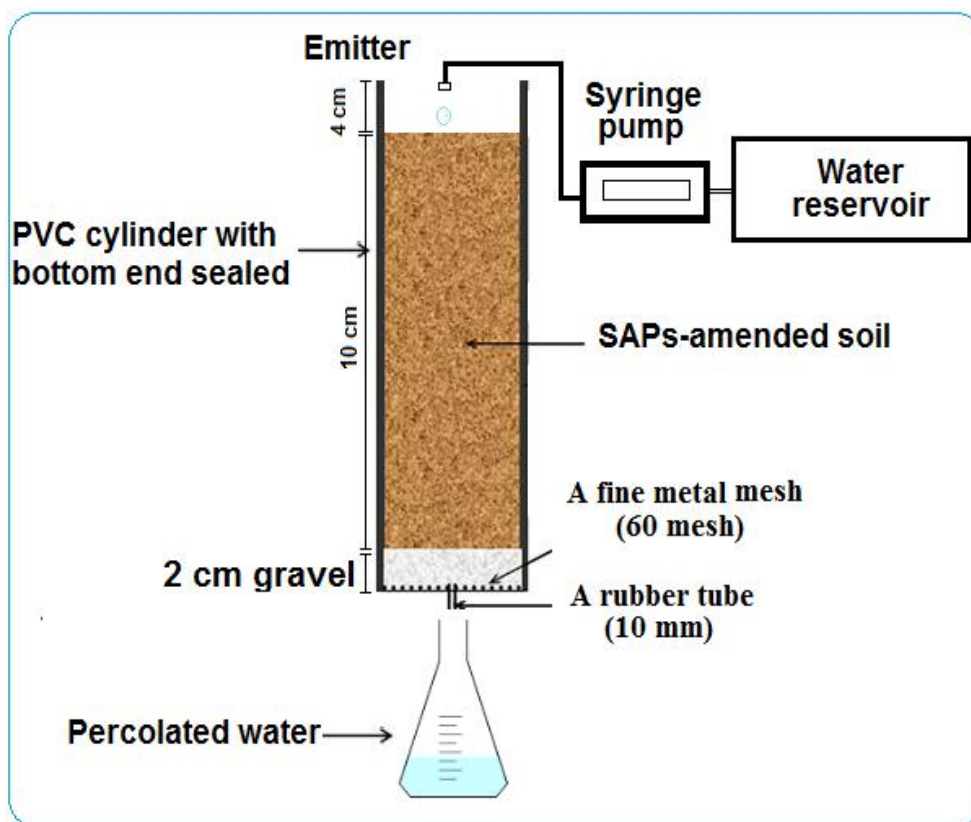 Emitter
4 cm
Syringe
pump
Water
reservoir
PVC cylinder with
bottom end sealed
10 cm
SAPs-amended soil
A fine metal mesh
(60 mesh)
2 cm gravel
A rubber tube
(10 mm)
Percolated water